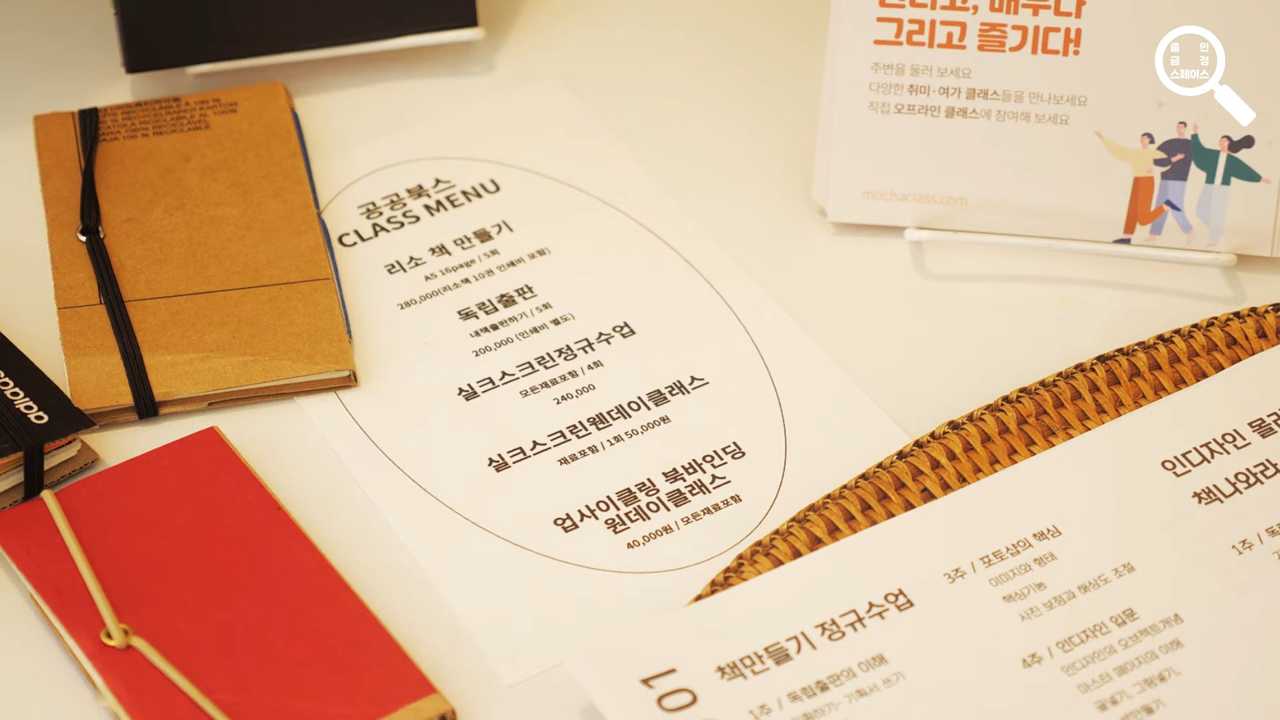 그리고 즐기다!
주변을 둘러 보세요
다양한 취미·여가 클래스들을 만나보세요
직접 오프라인 클래스에 참여해 보세요
mochaclass.com
줌 인
금 정
스페이스
공공북스
CLASS MENU
리소 책 만들기
A5 16page / 5회
280,000(리소책 10권 인쇄비 포함)
독립출판
내책출판하기 / 5회
200,000 (인쇄비 별도)
실크스크린정규수업
모든재료포함 / 4회
240,000
실크스크린원데이클래스
재료포함 / 1회 50,000원
업사이클링 북바인딩
원데이클래스
40,000원 / 모든재료포함
adidas
01
책만들기 정규수업
1주 / 독립출판의 이해
기획서 쓰기
3주 / 포토샵의 핵심
이미지와 형태
핵심기능
사진 보정과 해상도 조절
4주 / 인디자인 입문
인디자인의 오브젝트개념
마스터 페이지의 이해
글넣기, 그림넣기,
인디자인
책나와라
1주 /